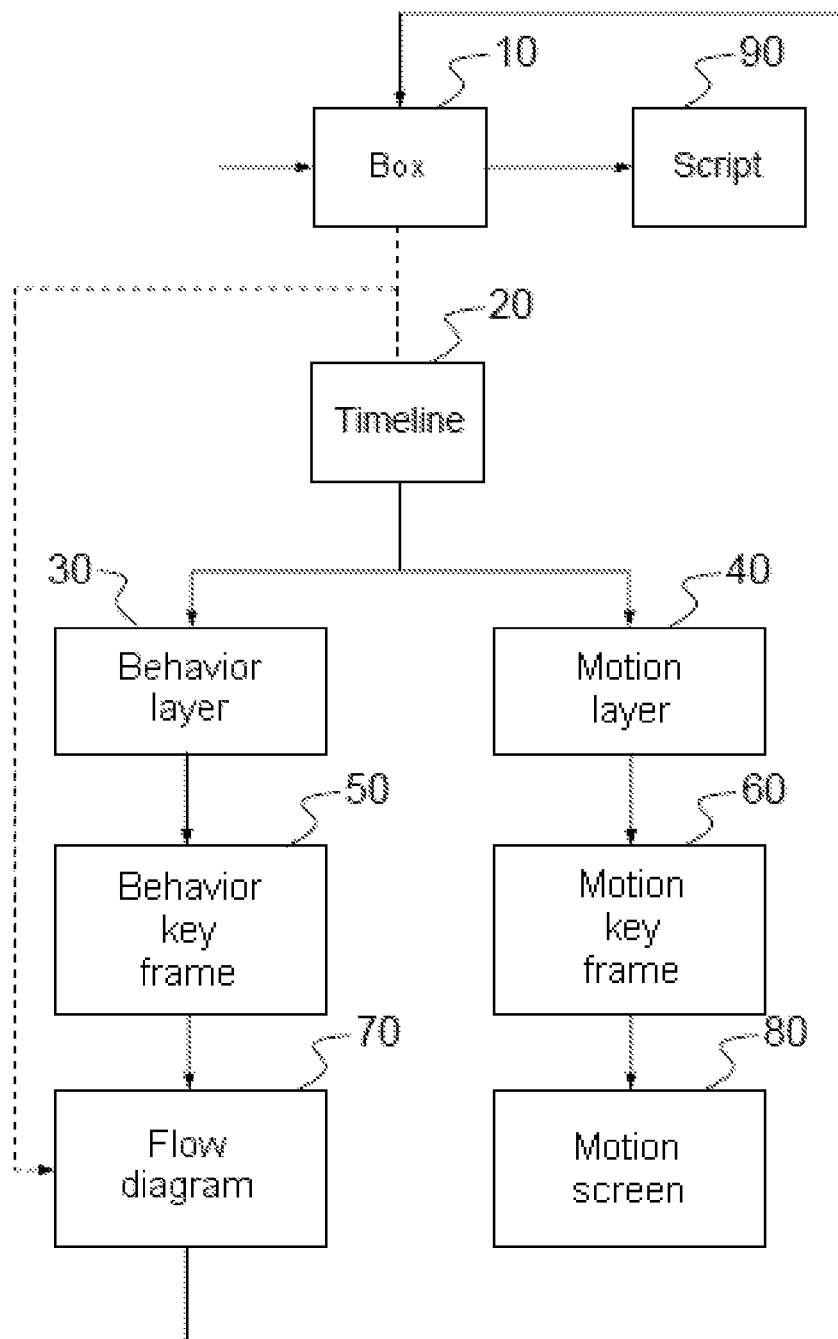 10
90
Box
Script
20
Timeline
30
40
Behavior
layer
Motion
layer
50
60
Behavior
key
frame
Motion
key
frame
70
80
Flow
diagram
Motion
screen